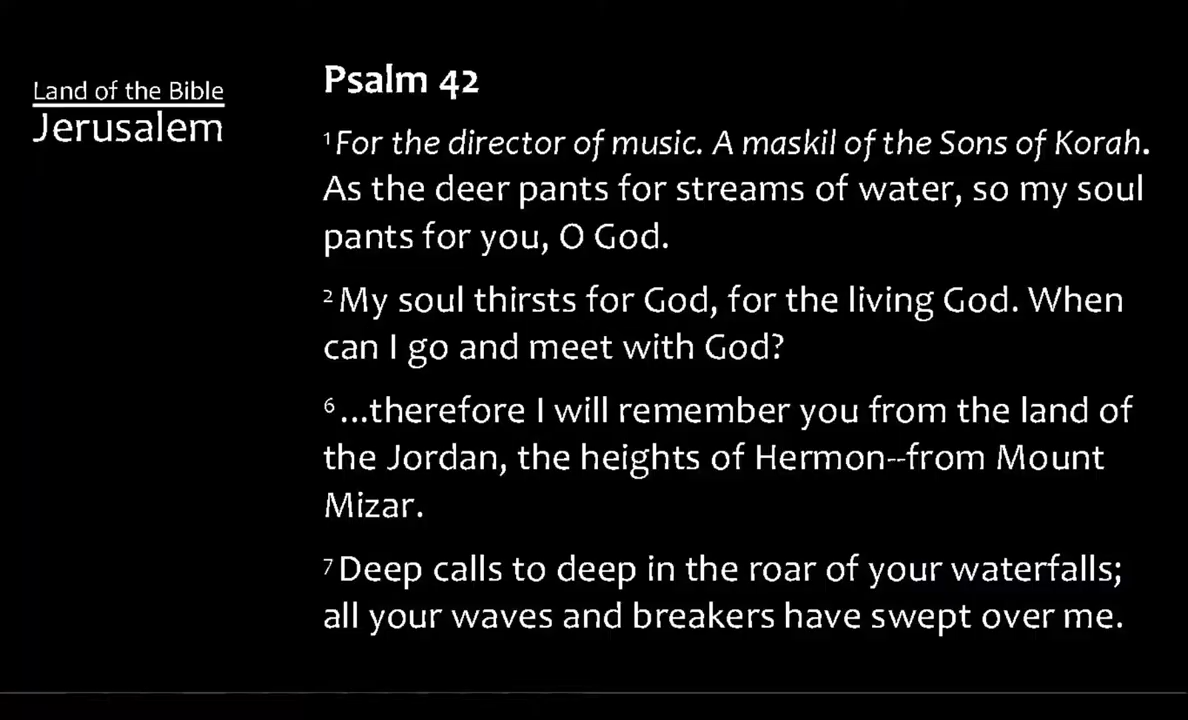 Land of the Bible
Jerusalem
Psalm 42
¹For the director of music. A maskil of the Sons of Korah.
As the deer pants for streams of water, so my soul
pants for you, O God.
² My soul thirsts for God, for the living God. When
can I go and meet with God?
⁶ ...therefore I will remember you from the land of
the Jordan, the heights of Hermon--from Mount
Mizar.
⁷ Deep calls to deep in the roar of your waterfalls;
all your waves and breakers have swept over me.